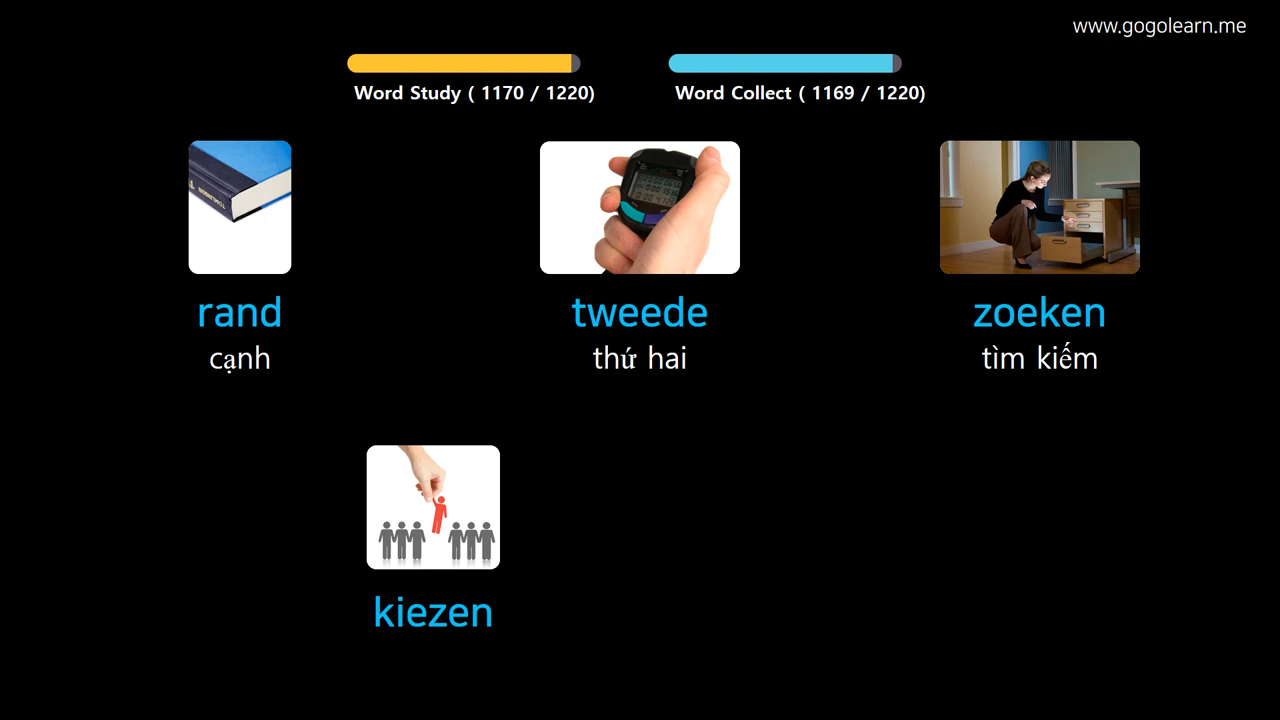 www.gogolearn.me
Word Study ( 1170 / 1220)
Word Collect ( 1169 / 1220)
rand
cạnh
tweede
thứ hai
zoeken
tìm kiếm
kiezen